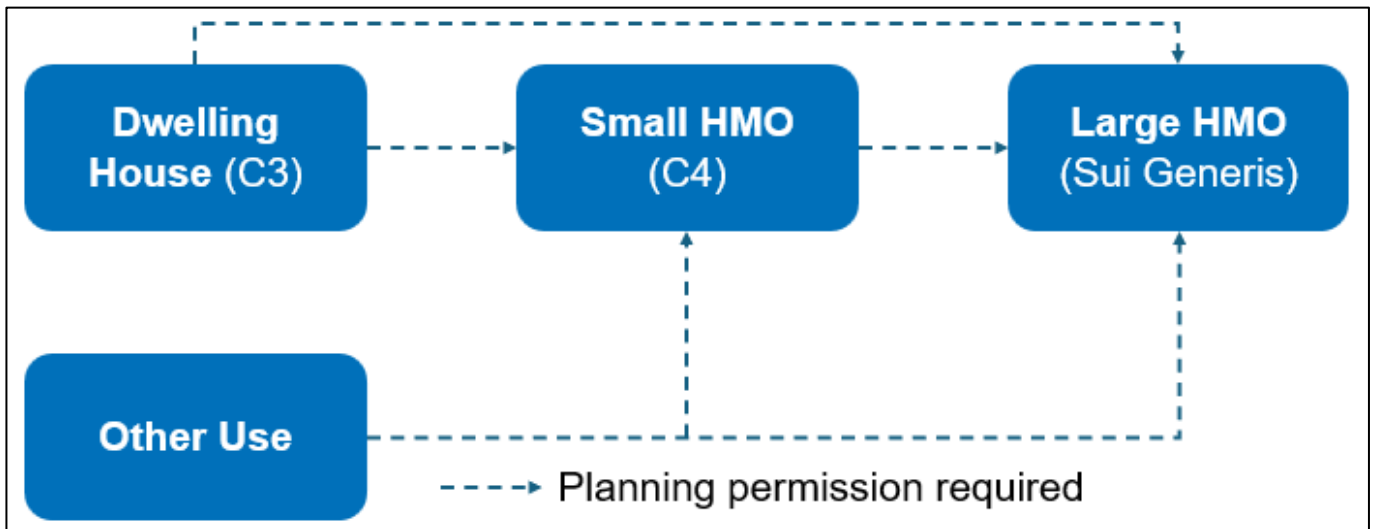 Dwelling
House (C3)
Small HMO
(C4)
Large HMO
(Sui Generis)
Other Use
Planning permission required